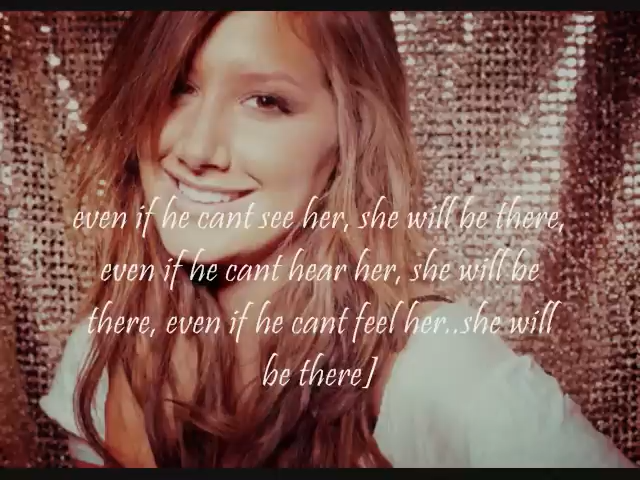 even if he cant see her, she will be there,
even if he cant hear her, she will be
there, even if he cant feel her..she will
be there]